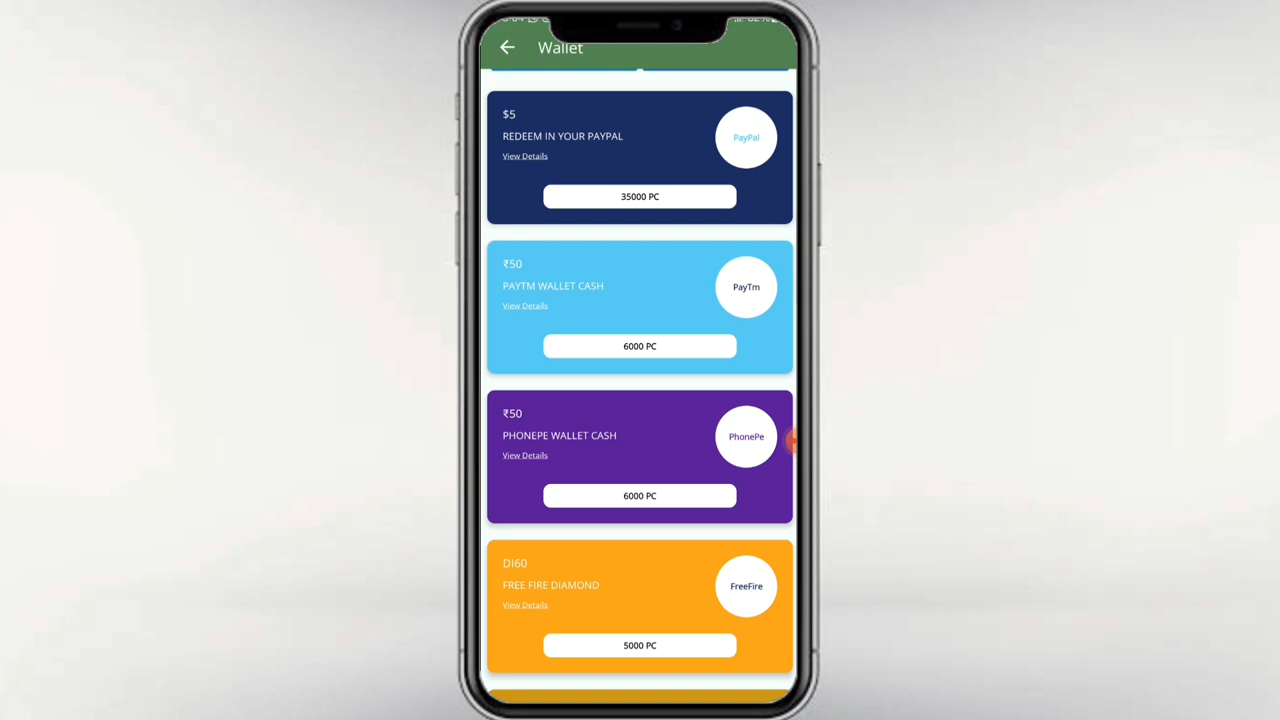 Wallet
$5
REDEEM IN YOUR PAYPAL
View Details
PayPal
35000 PC
₹50
PAYTM WALLET CASH
View Details
PayTm
6000 PC
₹50
PHONEPE WALLET CASH
View Details
PhonePe
6000 PC
DI60
FREE FIRE DIAMOND
View Details
FreeFire
5000 PC